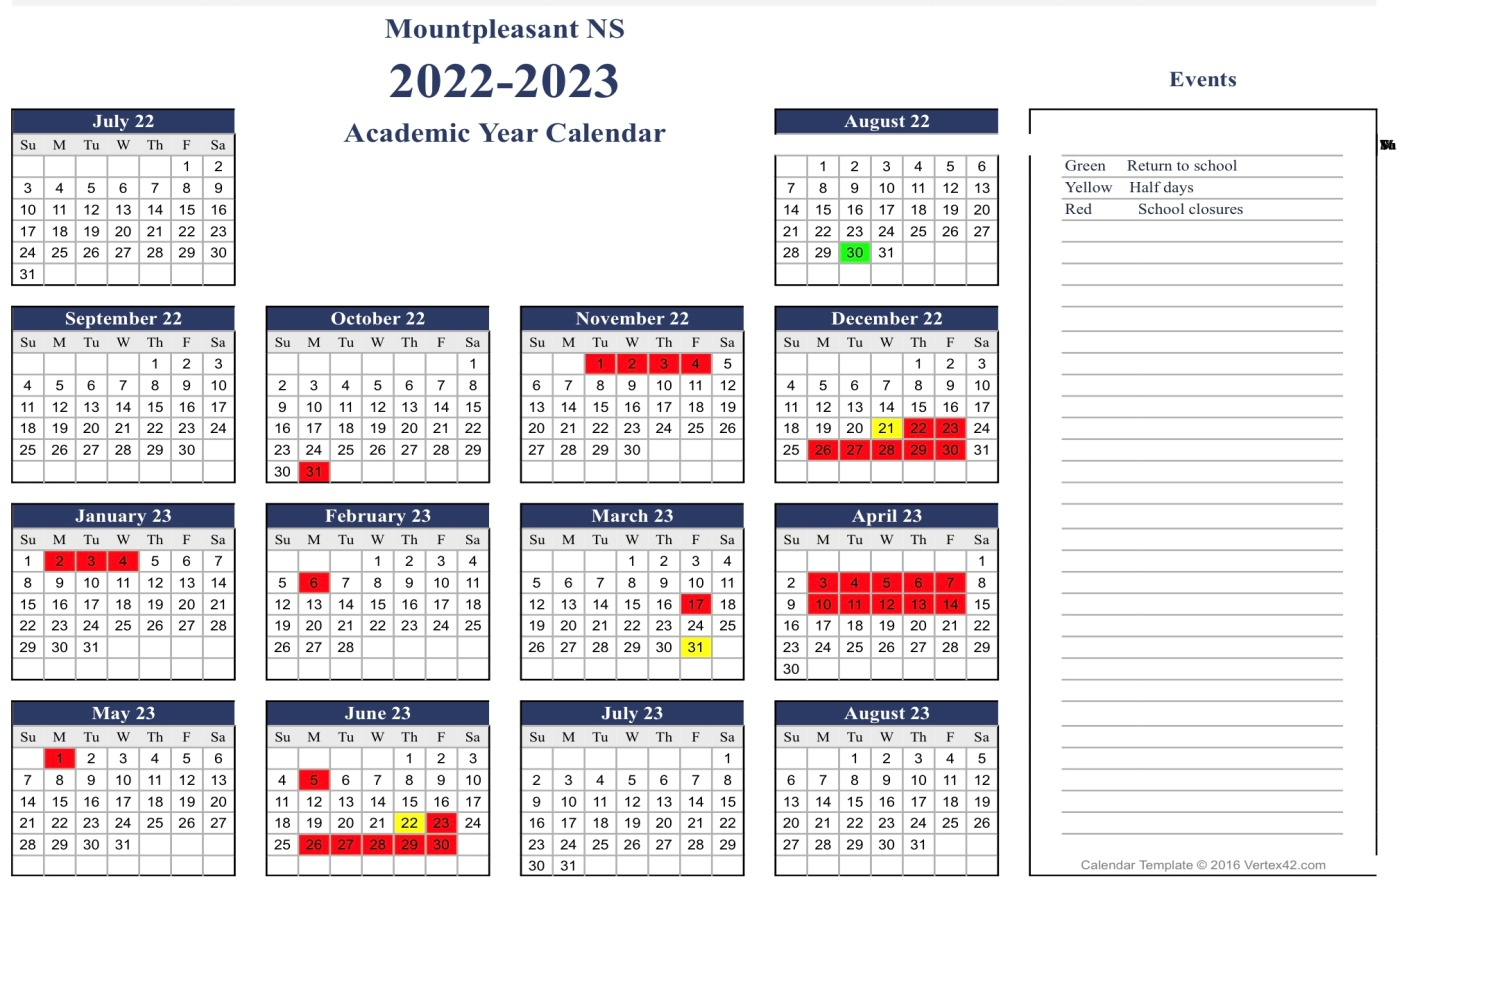 Mountpleasant NS
2022-2023
Academic Year Calendar
Events
July 22
Su M Tu W Th F Sa
1 2
3 4 5 6 7 8 9
10 11 12 13 14 15 16
17 18 19 20 21 22 23
24 25 26 27 28 29 30
31
August 22
1 2 3 4 5 6
7 8 9 10 11 12 13
14 15 16 17 18 19 20
21 22 23 24 25 26 27
28 29 30 31
Green Return to school
Yellow Half days
Red School closures
September 22
Su M Tu W Th F Sa
1 2 3
4 5 6 7 8 9 10
11 12 13 14 15 16 17
18 19 20 21 22 23 24
25 26 27 28 29 30
October 22
Su M Tu W Th F Sa
1
2 3 4 5 6 7 8
9 10 11 12 13 14 15
16 17 18 19 20 21 22
23 24 25 26 27 28 29
30 31
November 22
Su M Tu W Th F Sa
1 2 3 4 5
6 7 8 9 10 11 12
13 14 15 16 17 18 19
20 21 22 23 24 25 26
27 28 29 30
December 22
Su M Tu W Th F Sa
1 2 3
4 5 6 7 8 9 10
11 12 13 14 15 16 17
18 19 20 21 22 23 24
25 26 27 28 29 30 31
January 23
Su M Tu W Th F Sa
1 2 3 4 5 6 7
8 9 10 11 12 13 14
15 16 17 18 19 20 21
22 23 24 25 26 27 28
29 30 31
February 23
Su M Tu W Th F Sa
1 2 3 4
5 6 7 8 9 10 11
12 13 14 15 16 17 18
19 20 21 22 23 24 25
26 27 28
March 23
Su M Tu W Th F Sa
1 2 3 4
5 6 7 8 9 10 11
12 13 14 15 16 17 18
19 20 21 22 23 24 25
26 27 28 29 30 31
April 23
Su M Tu W Th F Sa
1
2 3 4 5 6 7 8
9 10 11 12 13 14 15
16 17 18 19 20 21 22
23 24 25 26 27 28 29
30
May 23
Su M Tu W Th F Sa
1 2 3 4 5 6
7 8 9 10 11 12 13
14 15 16 17 18 19 20
21 22 23 24 25 26 27
28 29 30 31
June 23
Su M Tu W Th F Sa
1 2 3
4 5 6 7 8 9 10
11 12 13 14 15 16 17
18 19 20 21 22 23 24
25 26 27 28 29 30
July 23
Su M Tu W Th F Sa
1
2 3 4 5 6 7 8
9 10 11 12 13 14 15
16 17 18 19 20 21 22
23 24 25 26 27 28 29
30 31
August 23
Su M Tu W Th F Sa
1 2 3 4 5
6 7 8 9 10 11 12
13 14 15 16 17 18 19
20 21 22 23 24 25 26
27 28 29 30 31
Calendar Template © 2016 Vertex42.com